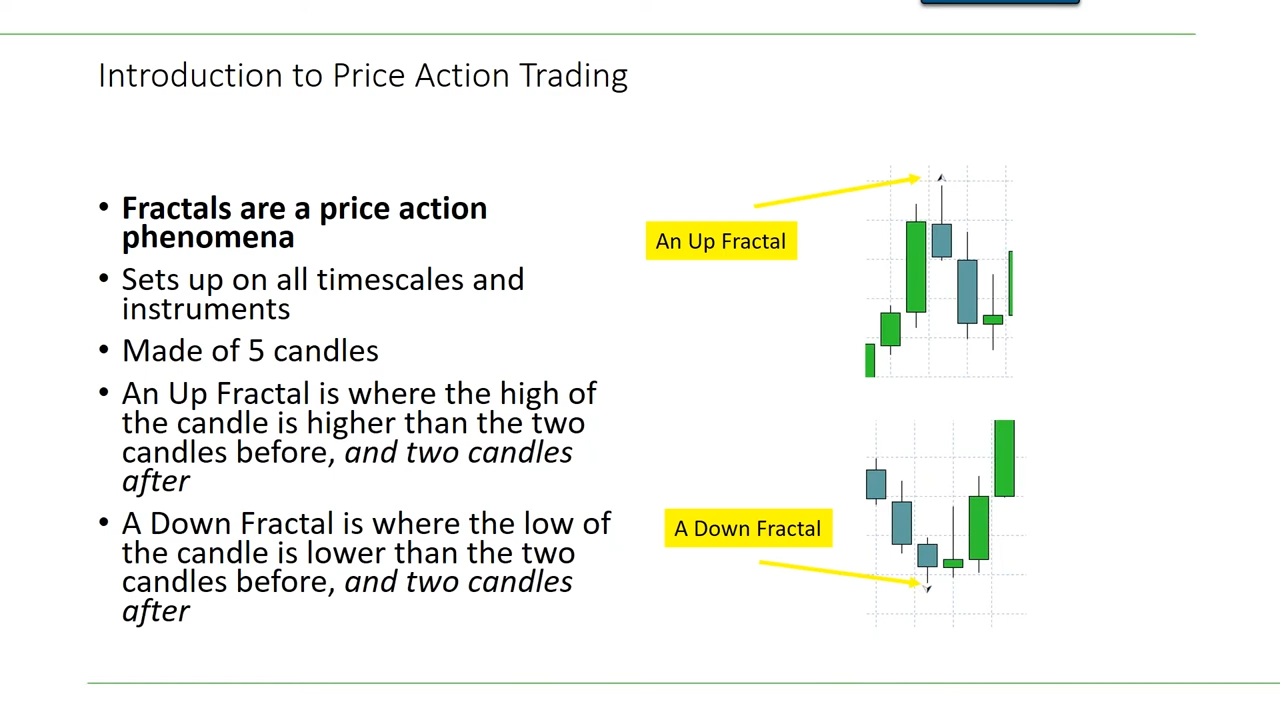 Introduction to Price Action Trading
• Fractals are a price action
phenomena
• Sets up on all timescales and
instruments
• Made of 5 candles
• An Up Fractal is where the high of
the candle is higher than the two
candles before, and two candles
after
• A Down Fractal is where the low of
the candle is lower than the two
candles before, and two candles
after
An Up Fractal
A Down Fractal